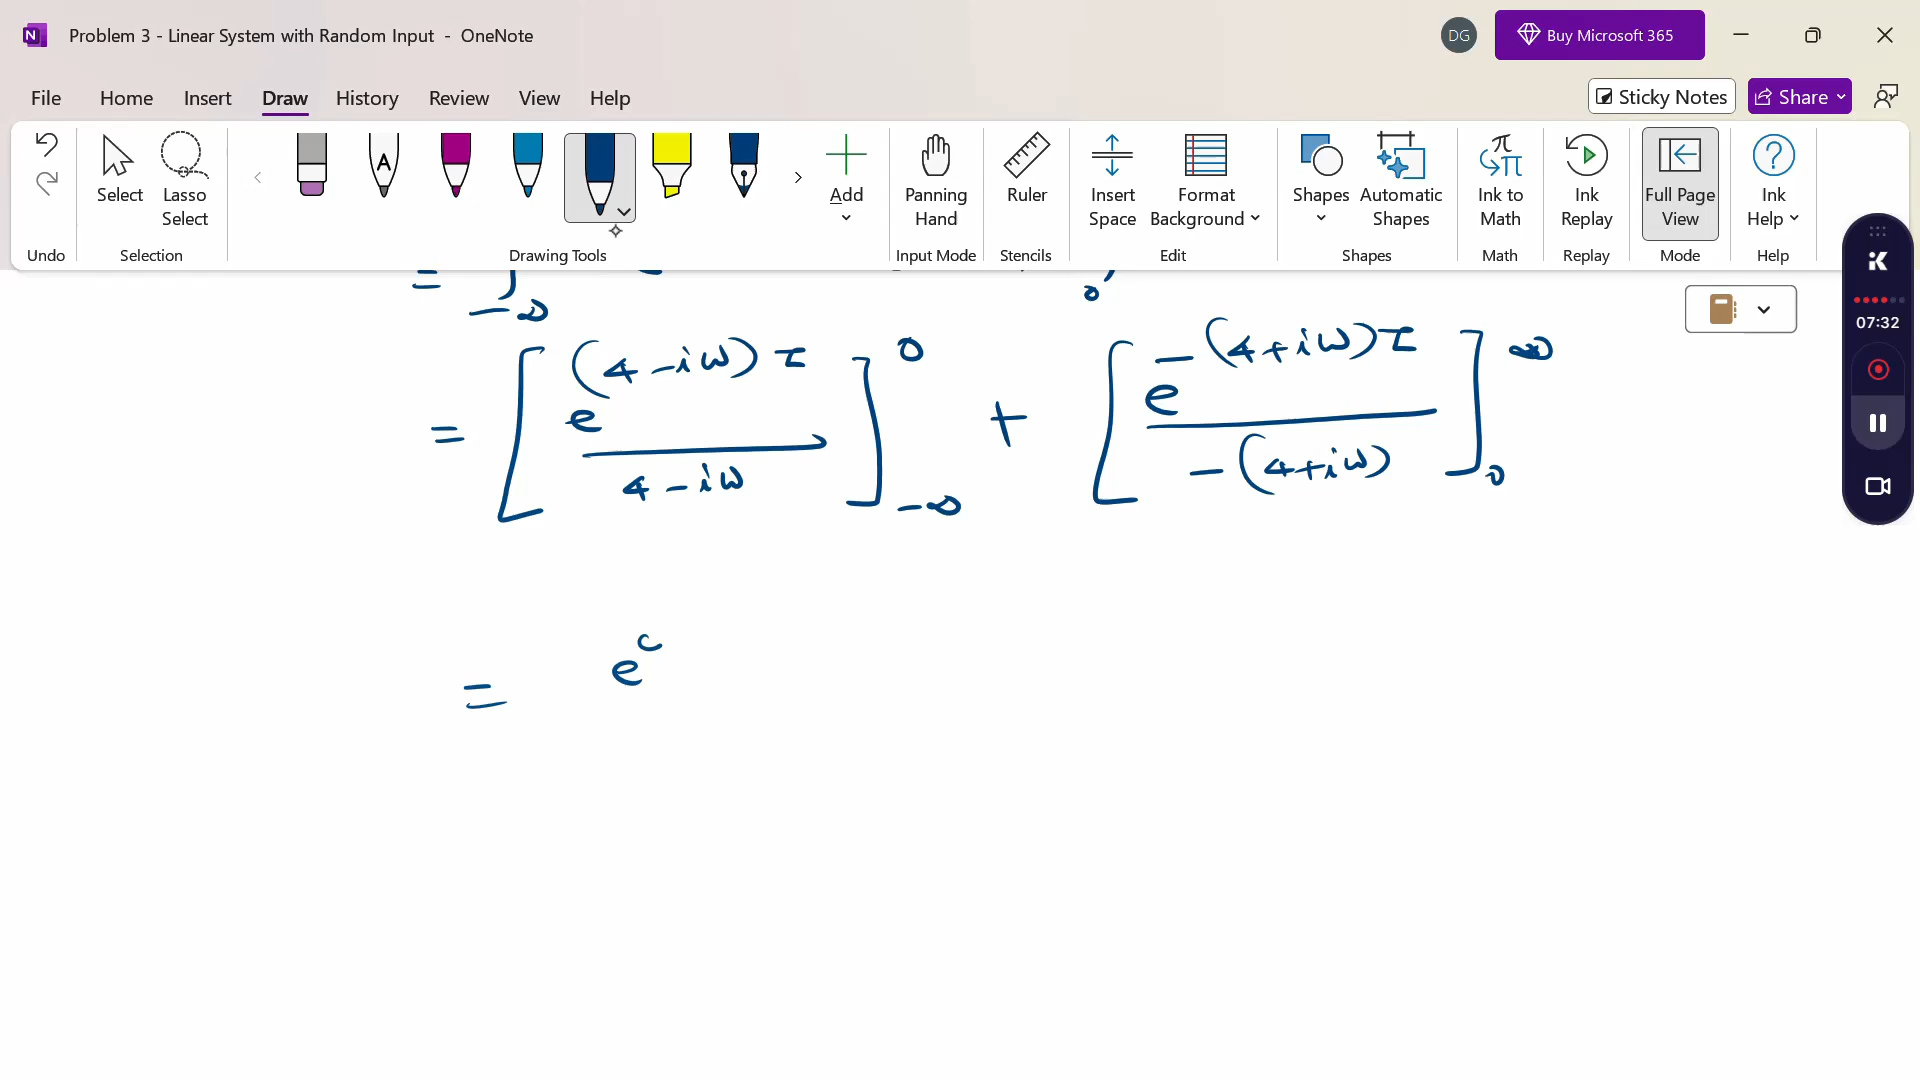 Problem 3 - Linear System with Random Input - OneNote
DG
Buy Microsoft 365
File Home Insert Draw History Review View Help
Sticky Notes
Share
A
Select
Lasso Select
Add
Panning Hand
Ruler
Insert Space
Format Background
Shapes
Automatic Shapes
Ink to Math
Ink Replay
Full Page View
Ink Help
Undo
Selection
Drawing Tools
Input Mode
Stencils
Edit
Shapes
Math
Replay
Mode
Help
07:32
= ∫ -∞ 0
= [ e^(4-iω)τ / 4-iω ]_{-∞}^{0} + [ e^-(4+iω)τ / -(4+iω) ]_{0}^{∞}
= e^c